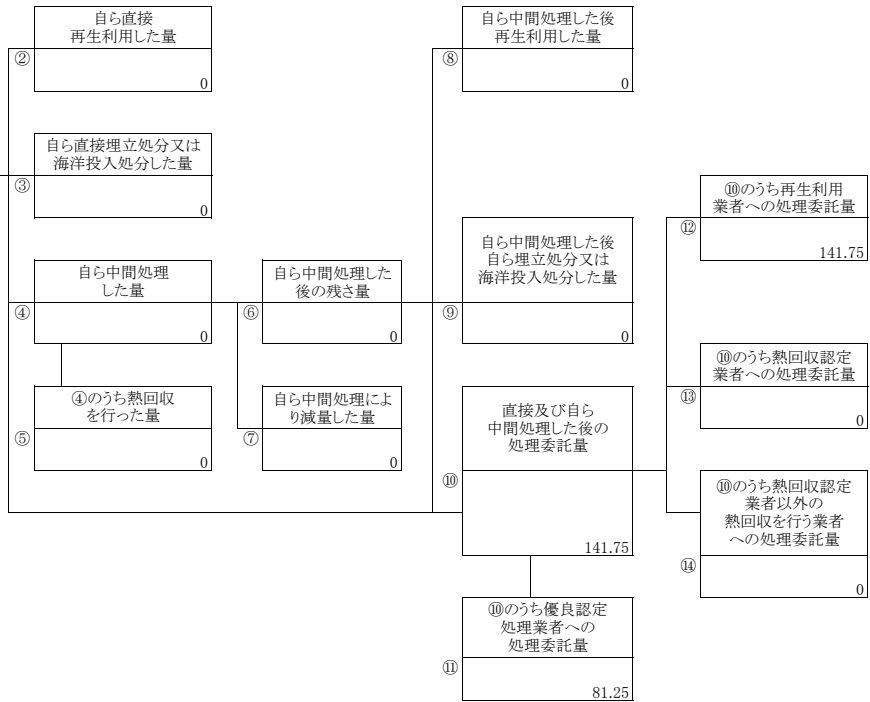 自ら直接
再生利用した量
②
0
自ら直接埋立処分又は
海洋投入処分した量
③
0
自ら中間処理
した量
④
0
④のうち熱回収
を行った量
⑤
0
自ら中間処理した
後の残さ量
⑥
0
自ら中間処理によ
り減量した量
⑦
0
自ら中間処理した後
再生利用した量
⑧
0
自ら中間処理した後
自ら埋立処分又は
海洋投入処分した量
⑨
0
直接及び自ら
中間処理した後の
処理委託量
⑩
141.75
⑩のうち優良認定
処理業者への
処理委託量
⑪
81.25
⑩のうち再生利用
業者への処理委託量
⑫
141.75
⑩のうち熱回収認定
業者への処理委託量
⑬
0
⑩のうち熱回収認定
業者以外の
熱回収を行う業者
への処理委託量
⑭
0